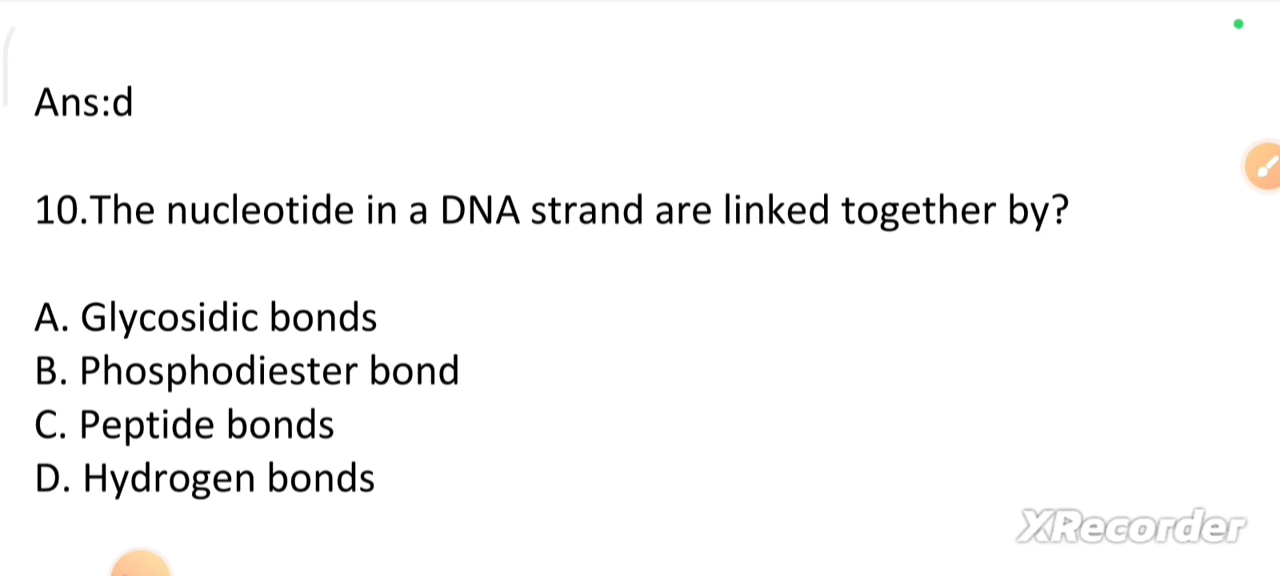 Ans:d
10.The nucleotide in a DNA strand are linked together by?
A. Glycosidic bonds
B. Phosphodiester bond
C. Peptide bonds
D. Hydrogen bonds
XRecorder